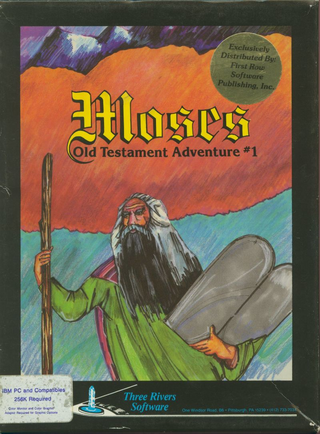 Exclusively
Distributed By:
First Row
Software
Publishing, Inc.
Moses
Old Testament Adventure #1
IBM PC and Compatibles
256K Required
Three Rivers
Software